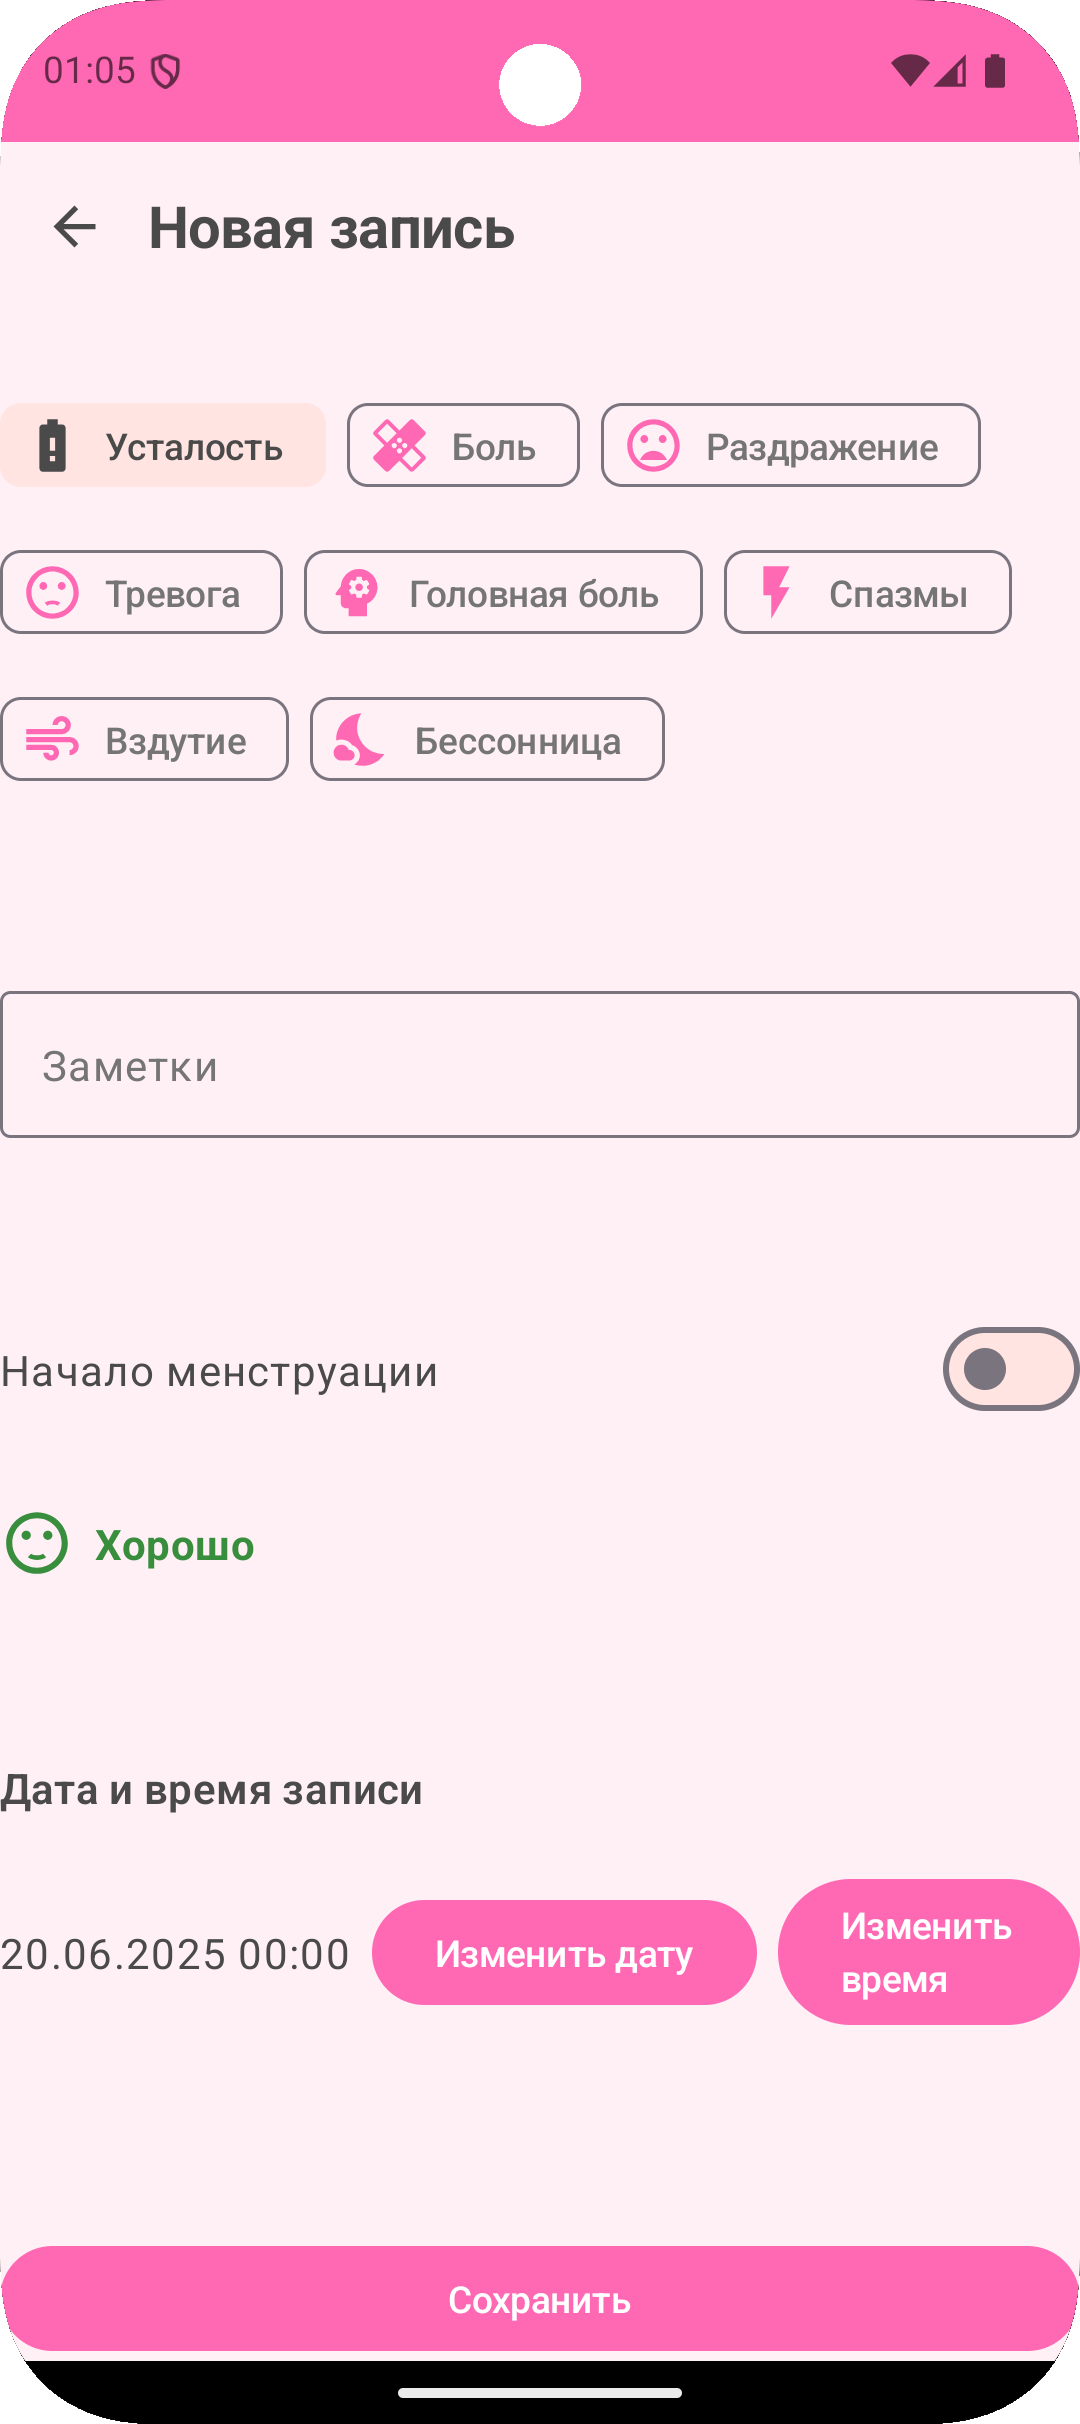 01:05
Новая запись
Усталость Боль Раздражение
Тревога Головная боль Спазмы
Вздутие Бессонница
Заметки
Начало менструации
Хорошо
Дата и время записи
20.06.2025 00:00 Изменить дату Изменить
время
Сохранить